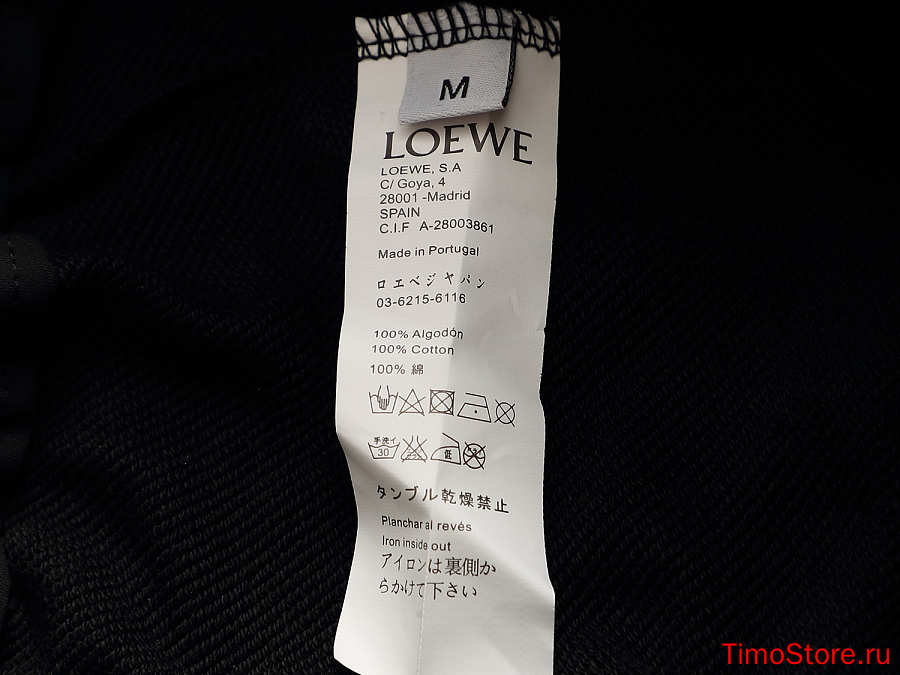 M
LOEWE
LOEWE, S.A
C/ Goya, 4
28001 -Madrid
SPAIN
C.I.F A-28003861
Made in Portugal
ロエベジャパン
03-6215-6116
100% Algodón
100% Cotton
100% 綿
手洗イ
30
低
タンブル乾燥禁止
Planchar al revés
Iron inside out
アイロンは裏側か
らかけて下さい
TimoStore.ru